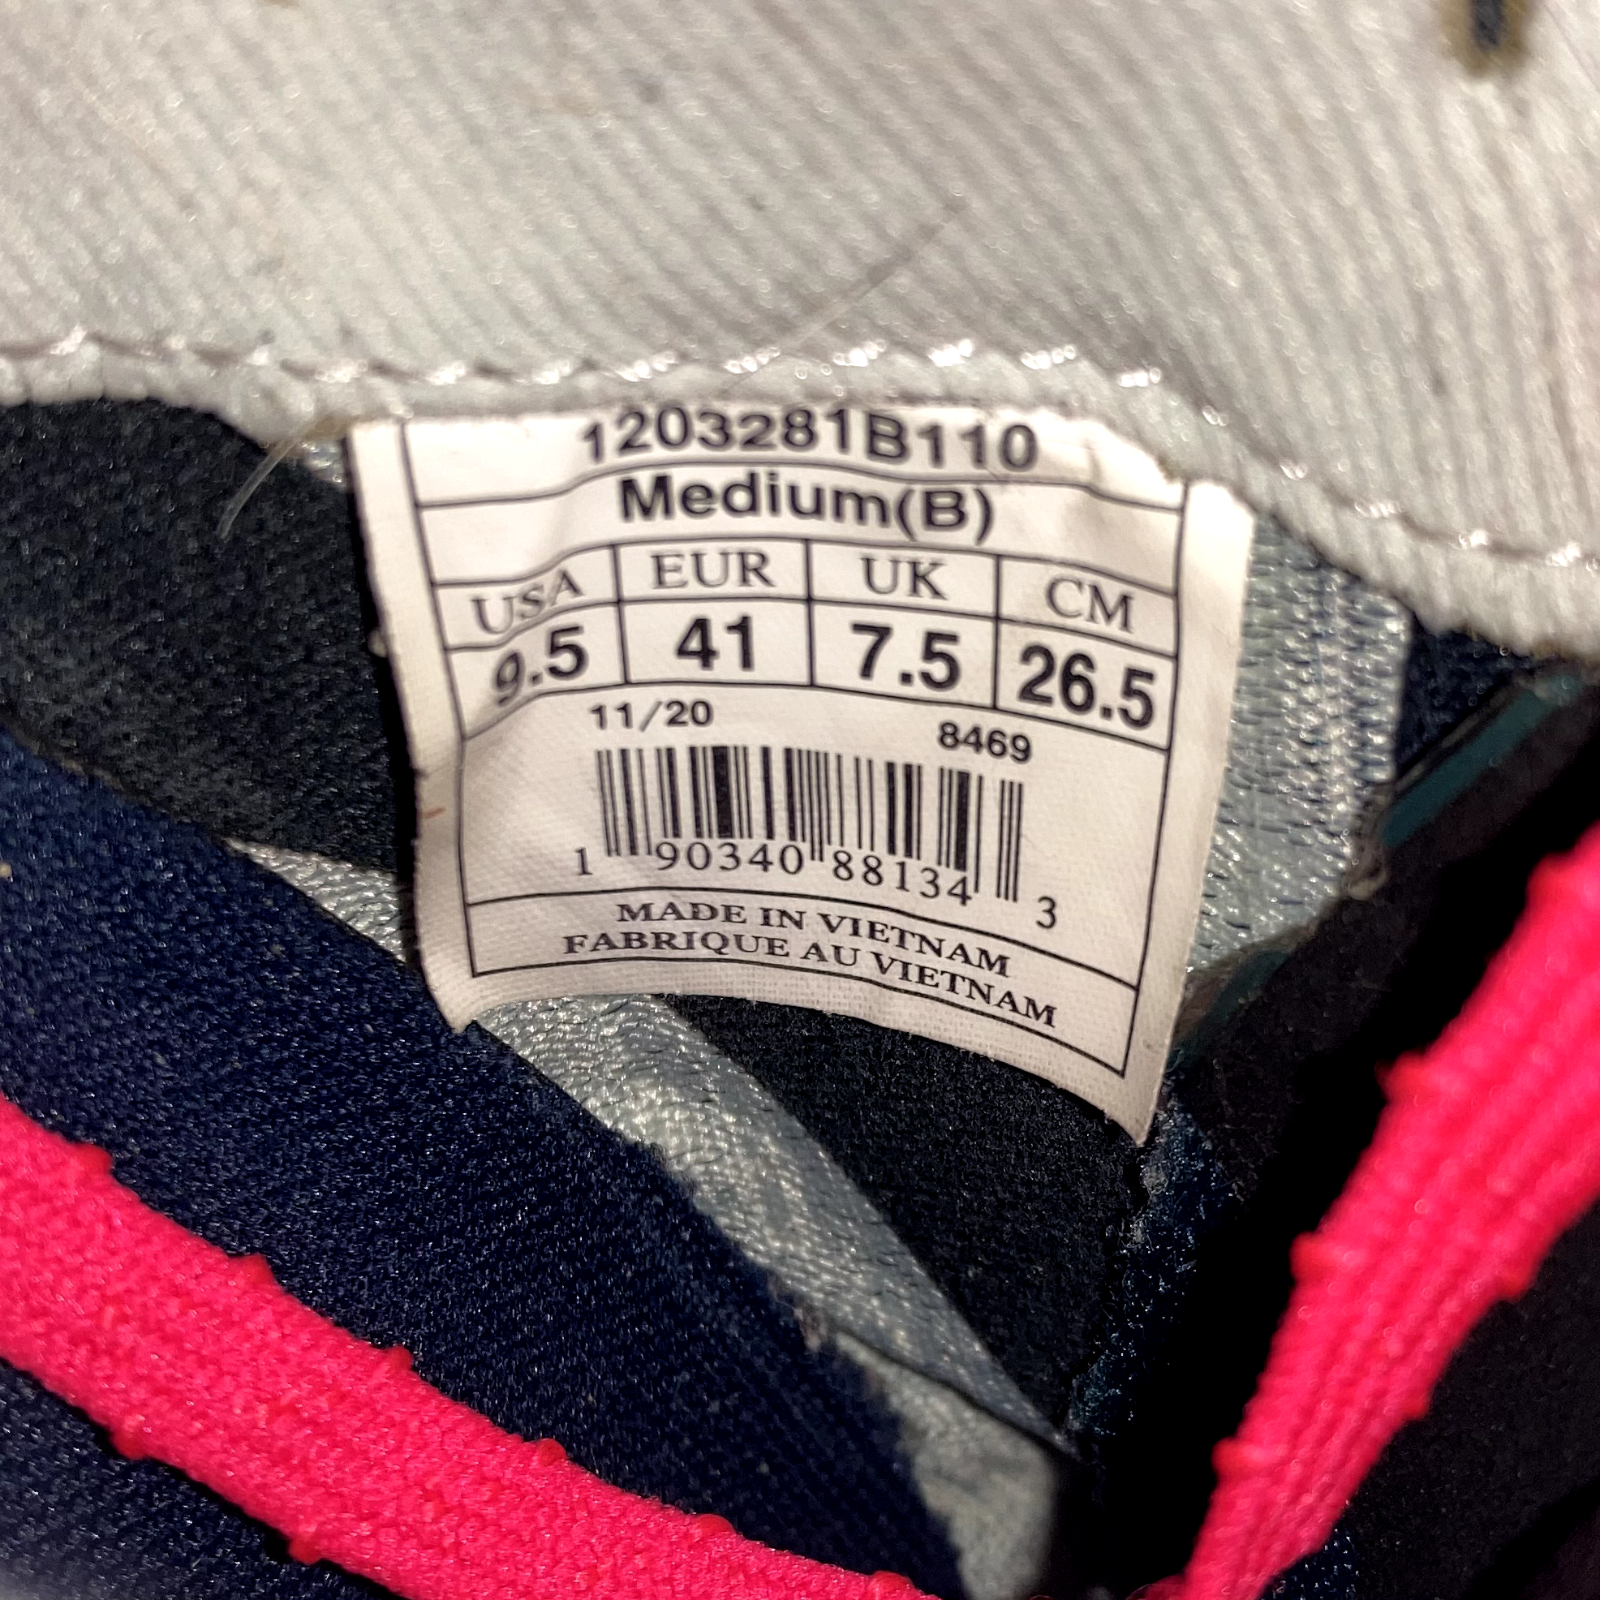 1203281B110
Medium(B)
USA EUR UK CM
9.5 41 7.5 26.5
11/20 8469
1 90340 88134 3
MADE IN VIETNAM
FABRIQUE AU VIETNAM